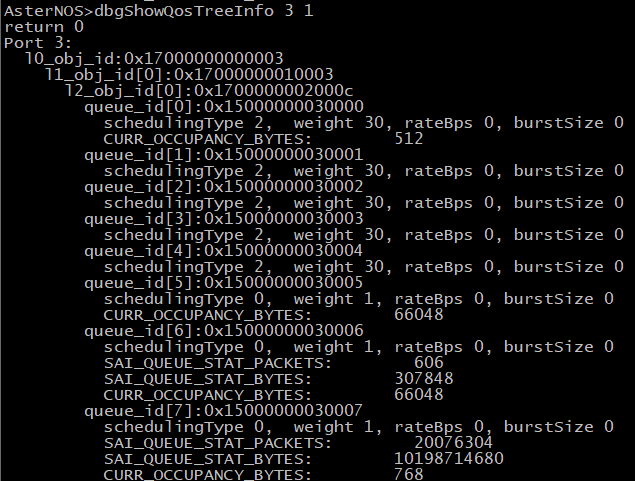 AsterNOS>dbgShowQosTreeInfo 3 1
return 0
Port 3:
l0_obj_id:0x17000000000003
l1_obj_id[0]:0x17000000010003
l2_obj_id[0]:0x1700000002000c
queue_id[0]:0x15000000030000
schedulingType 2, weight 30, rateBps 0, burstSize 0
CURR_OCCUPANCY_BYTES: 512
queue_id[1]:0x15000000030001
schedulingType 2, weight 30, rateBps 0, burstSize 0
queue_id[2]:0x15000000030002
schedulingType 2, weight 30, rateBps 0, burstSize 0
queue_id[3]:0x15000000030003
schedulingType 2, weight 30, rateBps 0, burstSize 0
queue_id[4]:0x15000000030004
schedulingType 2, weight 30, rateBps 0, burstSize 0
queue_id[5]:0x15000000030005
schedulingType 0, weight 1, rateBps 0, burstSize 0
CURR_OCCUPANCY_BYTES: 66048
queue_id[6]:0x15000000030006
schedulingType 0, weight 1, rateBps 0, burstSize 0
SAI_QUEUE_STAT_PACKETS: 606
SAI_QUEUE_STAT_BYTES: 307848
CURR_OCCUPANCY_BYTES: 66048
queue_id[7]:0x15000000030007
schedulingType 0, weight 1, rateBps 0, burstSize 0
SAI_QUEUE_STAT_PACKETS: 20076304
SAI_QUEUE_STAT_BYTES: 10198714680
CURR_OCCUPANCY_BYTES: 768